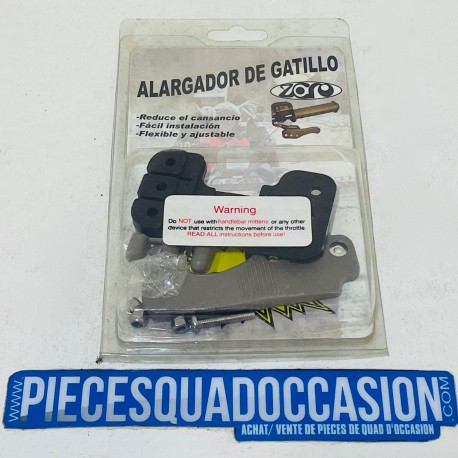 ALARGADOR DE GATILLO
ZORO
-Reduce el cansancio
-Fácil instalación
-Flexible y ajustable
Warning
Do NOT use with handlebar mittens or any other
device that restricts the movement of the throttle.
READ ALL instructions before use!
www.PIECESQUADOCCASION.COM
ACHAT/ VENTE DE PIECES DE QUAD D'OCCASION